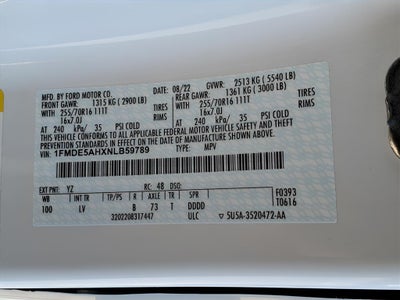 MFD. BY FORD MOTOR CO.
DATE: 08/22 GVWR: 2513 KG ( 5540 LB)
FRONT GAWR: 1315 KG ( 2900 LB) REAR GAWR: 1361 KG ( 3000 LB)
255/70R16 111T TIRES 255/70R16 111T TIRES
16x7.0J RIMS 16x7.0J RIMS
AT 240 kPa/ 35 PSI COLD AT 240 kPa/ 35 PSI COLD
THIS VEHICLE CONFORMS TO ALL APPLICABLE FEDERAL MOTOR VEHICLE SAFETY AND BUMPER AND THEFT
PREVENTION STANDARDS IN EFFECT ON THE DATE OF MANUFACTURE SHOWN ABOVE.
VIN: 1FMDE5AHXNLB59789 TYPE: MPV
EXT PNT: YZ RC: 48 DSO: F0393
WB INT TR TP/PS R AXLE TR SPR T0616
100 LV B 73 T DDDD
3202208317447 ULC 5U5A-3520472-AA